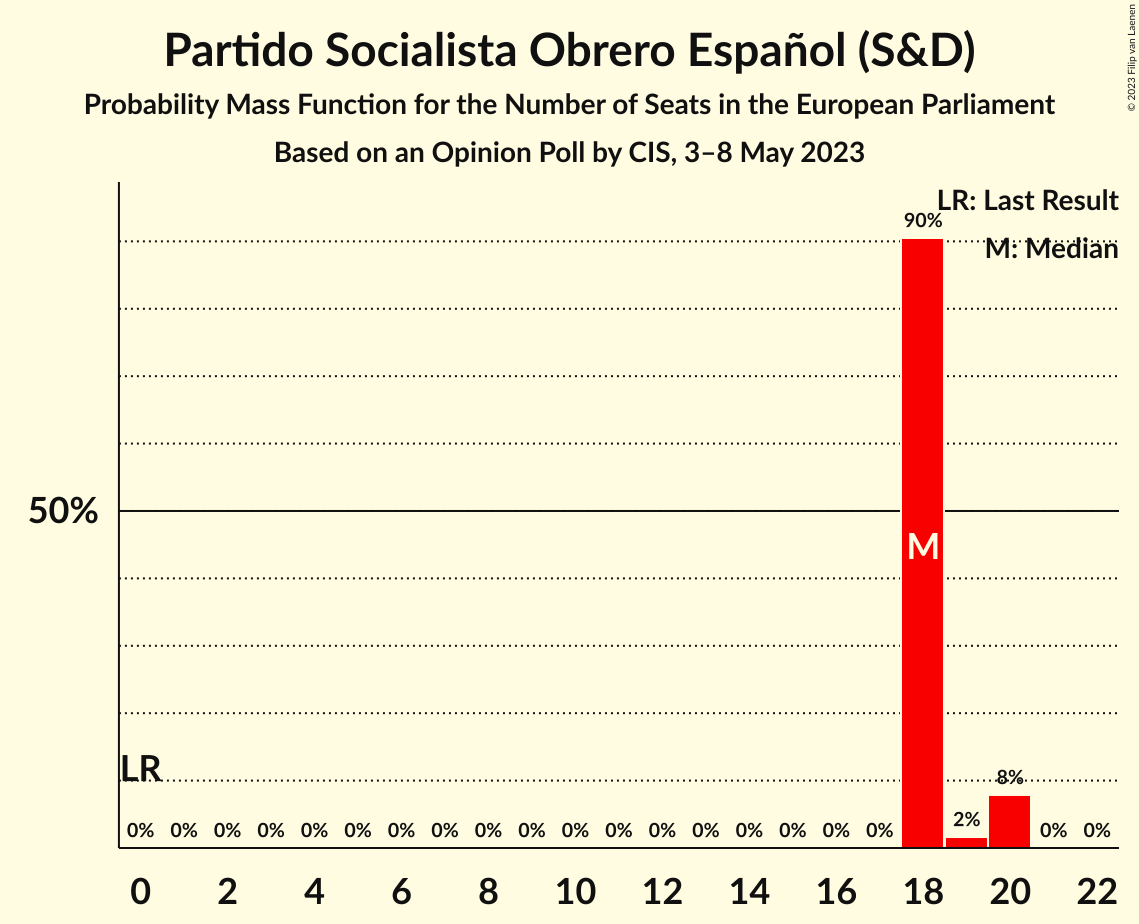 Partido Socialista Obrero Español (S&D)
Probability Mass Function for the Number of Seats in the European Parliament
Based on an Opinion Poll by CIS, 3–8 May 2023
© 2023 Filip van Laenen
LR: Last Result
M: Median
90%
50%
M
LR
8%
2%
0% 0% 0% 0% 0% 0% 0% 0% 0% 0% 0% 0% 0% 0% 0% 0% 0% 0% 0% 0%
0 2 4 6 8 10 12 14 16 18 20 22